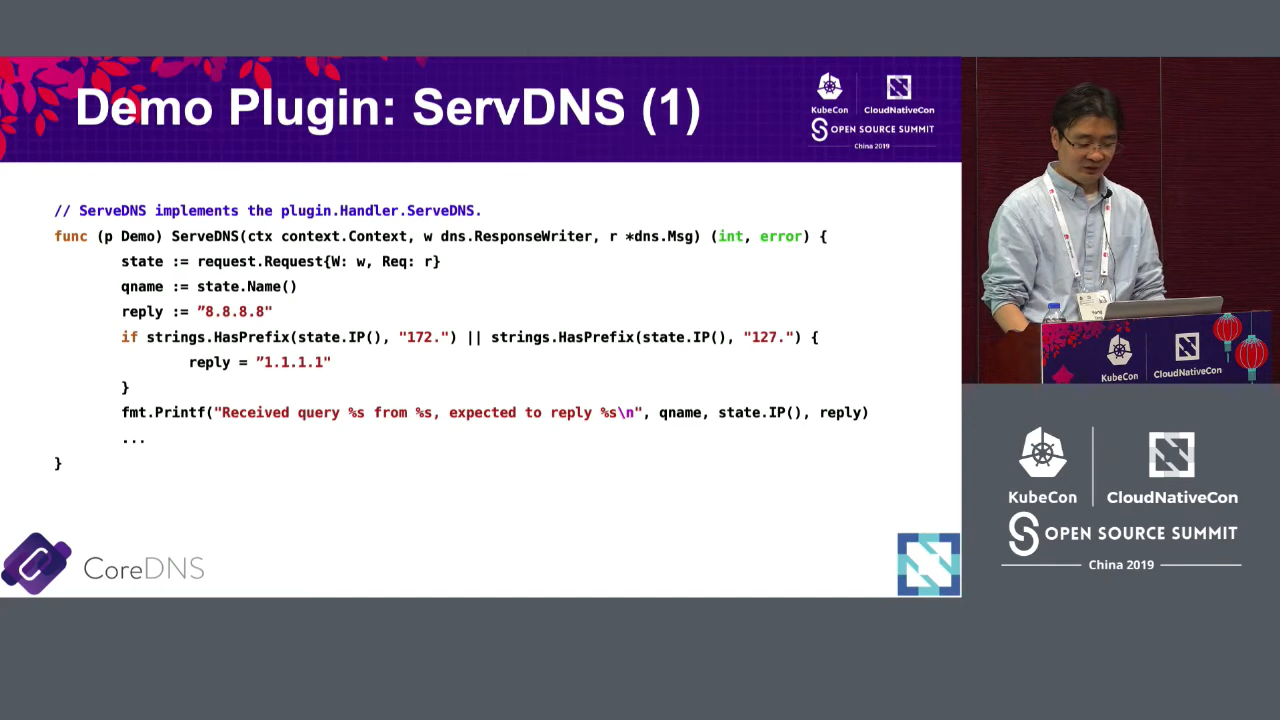 Demo Plugin: ServDNS (1)
KubeCon
CloudNativeCon
OPEN SOURCE SUMMIT
China 2019
// ServeDNS implements the plugin.Handler.ServeDNS.
func (p Demo) ServeDNS(ctx context.Context, w dns.ResponseWriter, r *dns.Msg) (int, error) {
state := request.Request{W: w, Req: r}
qname := state.Name()
reply := ”8.8.8.8"
if strings.HasPrefix(state.IP(), "172.") || strings.HasPrefix(state.IP(), "127.") {
reply = ”1.1.1.1"
}
fmt.Printf("Received query %s from %s, expected to reply %s\n", qname, state.IP(), reply)
...
}
CoreDNS
KubeCon
CloudNativeCon
KubeCon
CloudNativeCon
OPEN SOURCE SUMMIT
China 2019